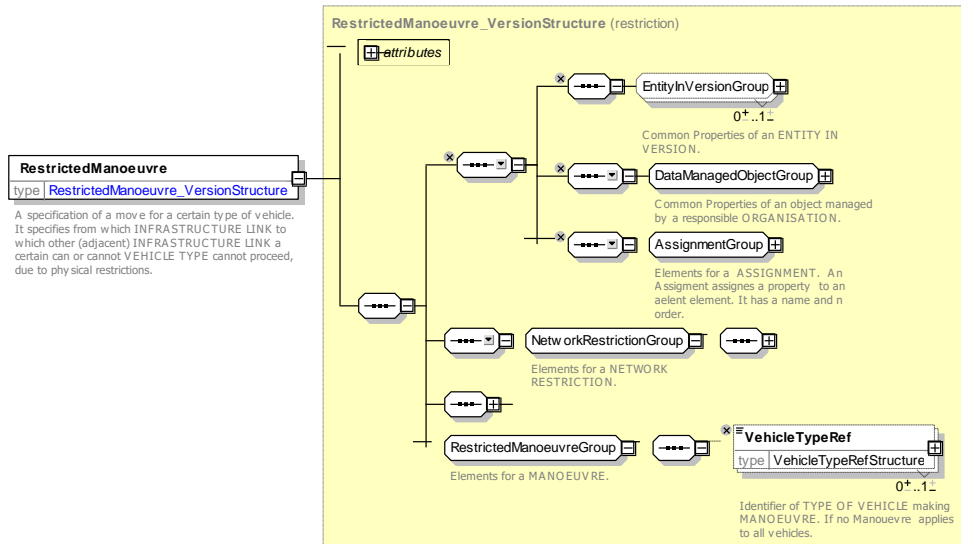 RestrictedManoeuvre_VersionStructure (restriction)
attributes
EntityInVersionGroup
0..1
Common Properties of an ENTITY IN
VERSION.
RestrictedManoeuvre
type RestrictedManoeuvre_VersionStructure
A specification of a move for a certain type of vehicle.
It specifies from which INFRASTRUCTURE LINK to
which other (adjacent) INFRASTRUCTURE LINK a
certain can or cannot VEHICLE TYPE cannot proceed,
due to physical restrictions.
DataManagedObjectGroup
Common Properties of an object managed
by a responsible ORGANISATION.
AssignmentGroup
Elements for a ASSIGNMENT. An
Assigment assignes a property to an
aelent element. It has a name and n
order.
NetworkRestrictionGroup
Elements for a NETWORK
RESTRICTION.
RestrictedManoeuvreGroup
Elements for a MANOEUVRE.
VehicleTypeRef
type VehicleTypeRefStructure
0..1
Identifier of TYPE OF VEHICLE making
MANOEUVRE. If no Manouevre applies
to all vehicles.